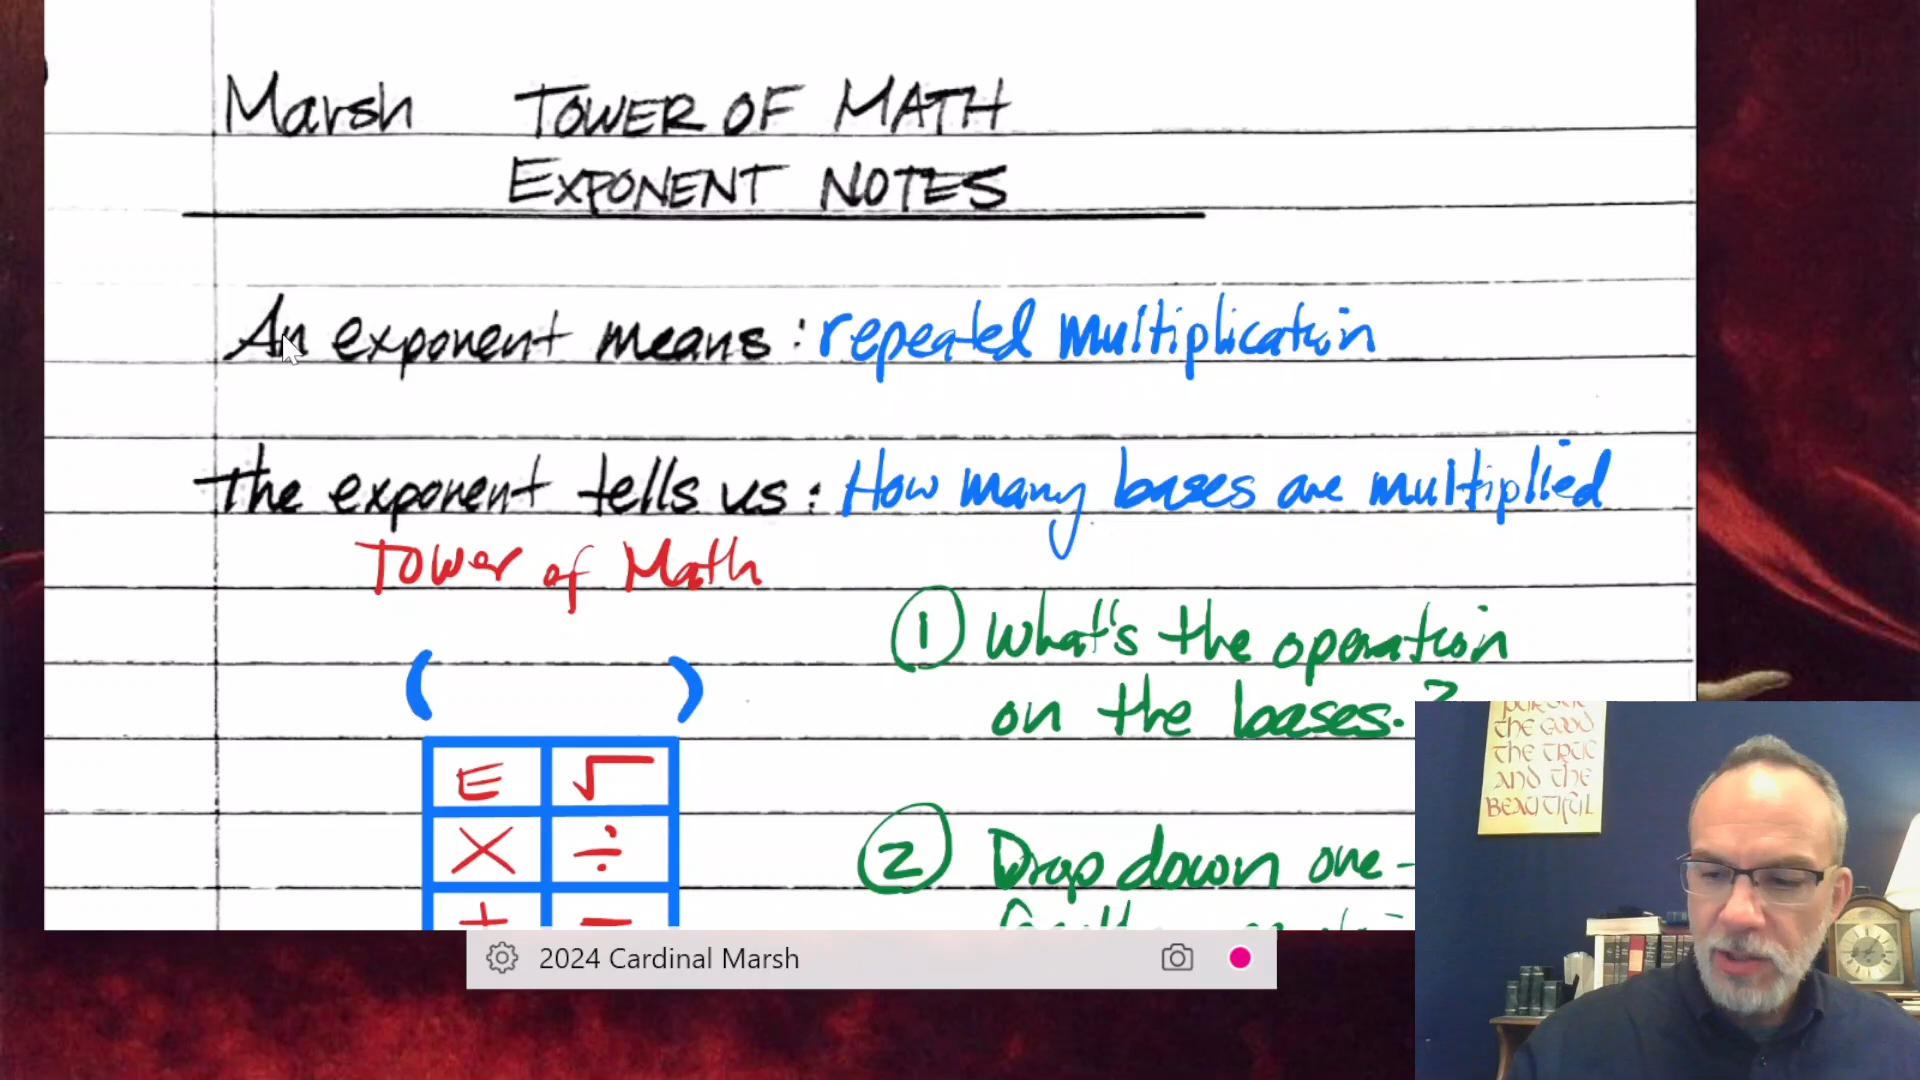 Marsh TOWER OF MATH
EXPONENT NOTES
An exponent means: repeated multiplication
The exponent tells us: How many bases are multiplied
Tower of Math
( )
① What's the operation
on the bases.?
E √
X ÷
+ −
② Drop down one-
2024 Cardinal Marsh
THE GOOD
THE TRUE
AND THE
BEAUTIFUL